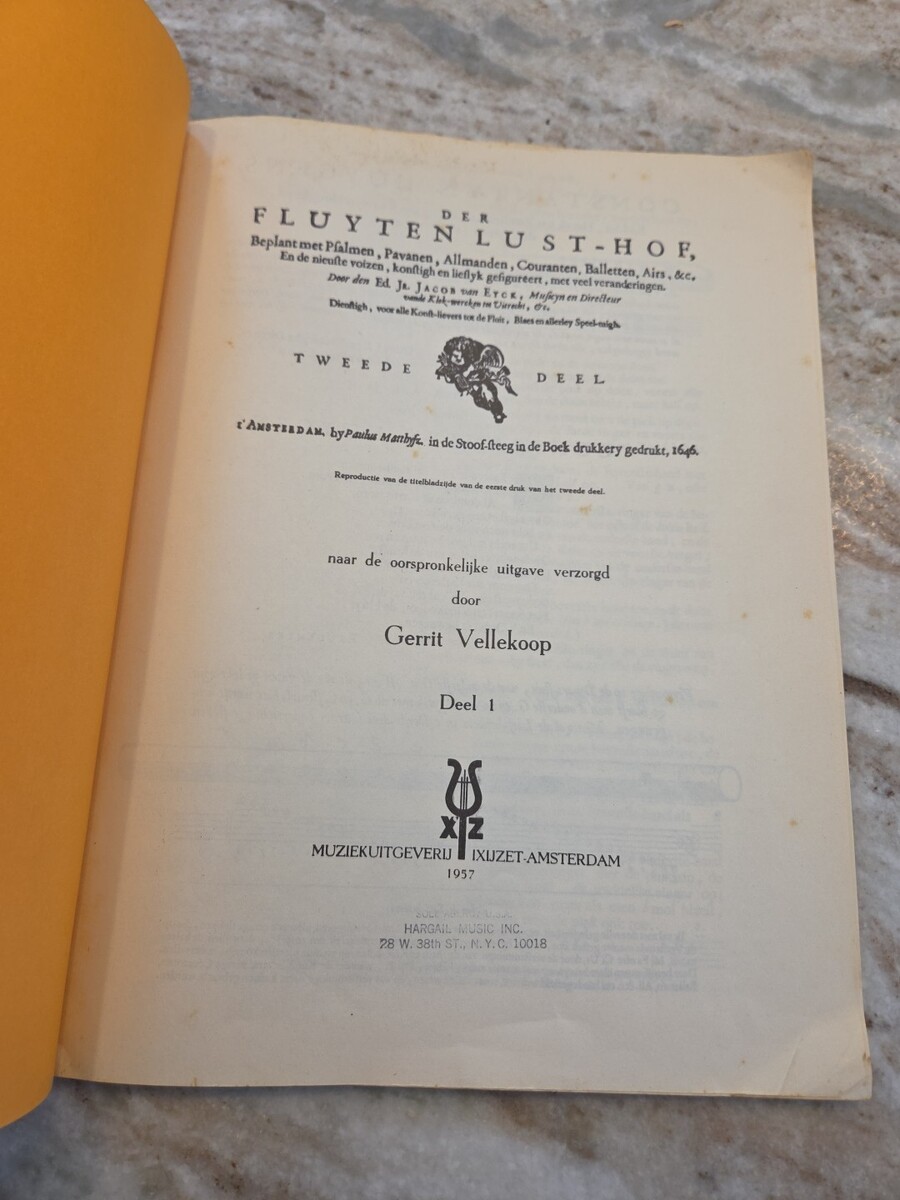 DER
FLUYTEN LUST-HOF,
Beplant met Pſalmen, Pavanen, Allmanden, Couranten, Balletten, Airs, &c,
En de nieuſte voizen, konſtigh en lieflyk gefigureert, met veel veranderingen.
Door den Ed. Jr. JACOB van EYCK, Muſicyn en Directeur
vande Klok-wercken tot Uitrecht, &c.
Dienſtigh, voor alle Konſt-lievers tot de Fluit, Blaes en allerley Speel-tuigh.
TWEEDE DEEL
t'AMSTERDAM, by Paulus Matthyſz. in de Stoof-ſteeg in de Boek drukkery gedrukt, 1646.
Reproductie van de titelbladzijde van de eerste druk van het tweede deel.
naar de oorspronkelijke uitgave verzorgd
door
Gerrit Vellekoop
Deel 1
XYZ
MUZIEKUITGEVERIJ IXIJZET-AMSTERDAM
1957
HARGAIL MUSIC INC.
28 W. 38th ST., N.Y.C. 10018